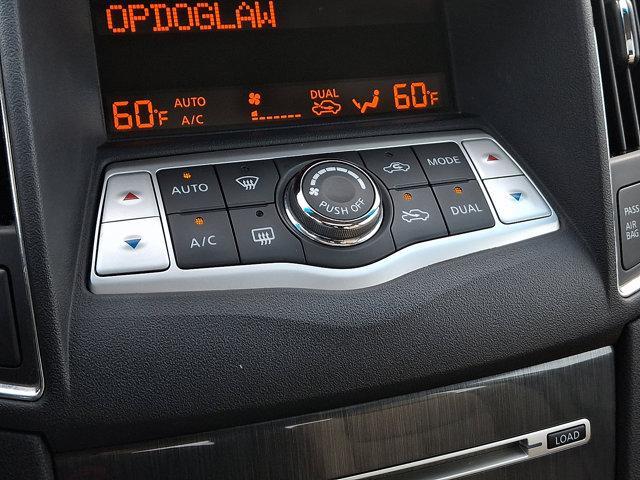 OPDOGLAW
60°F AUTO A/C DUAL 60°F
AUTO
MODE
PUSH OFF
A/C
DUAL
PASS
AIR
BAG
LOAD